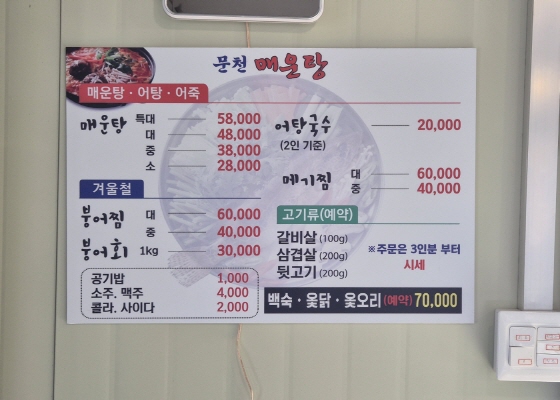 문천 매운탕
매운탕 · 어탕 · 어죽
매운탕 특대 58,000
대 48,000
중 38,000
소 28,000
어탕국수 20,000
(2인 기준)
메기찜 대 60,000
중 40,000
겨울철
붕어찜 대 60,000
중 40,000
붕어회 1kg 30,000
고기류(예약)
갈비살 (100g)
삼겹살 (200g)
뒷고기 (200g)
※주문은 3인분 부터
시세
공기밥 1,000
소주. 맥주 4,000
콜라. 사이다 2,000
백숙 · 옻닭 · 옻오리 (예약) 70,000